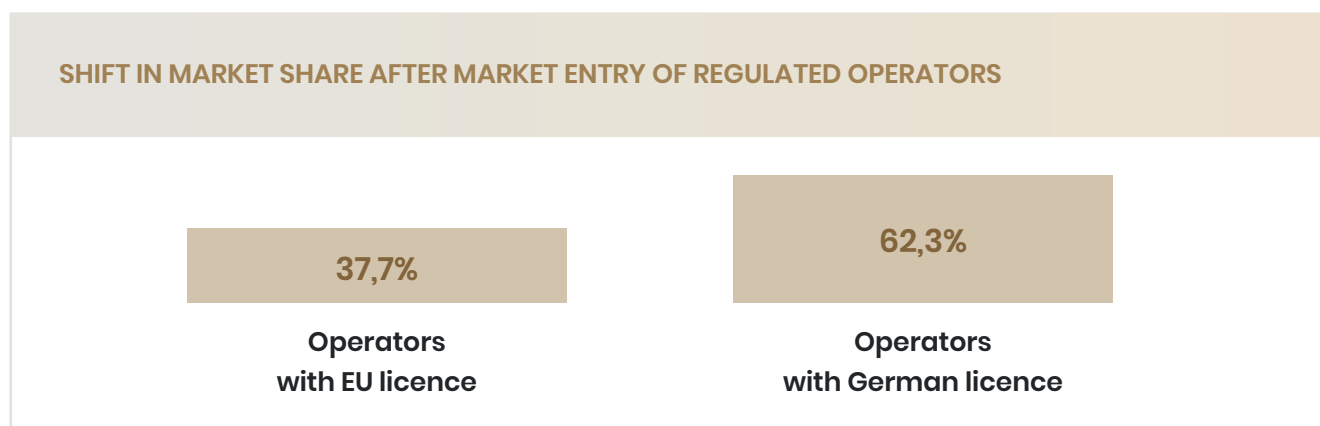 SHIFT IN MARKET SHARE AFTER MARKET ENTRY OF REGULATED OPERATORS
37,7%
62,3%
Operators
with EU licence
Operators
with German licence